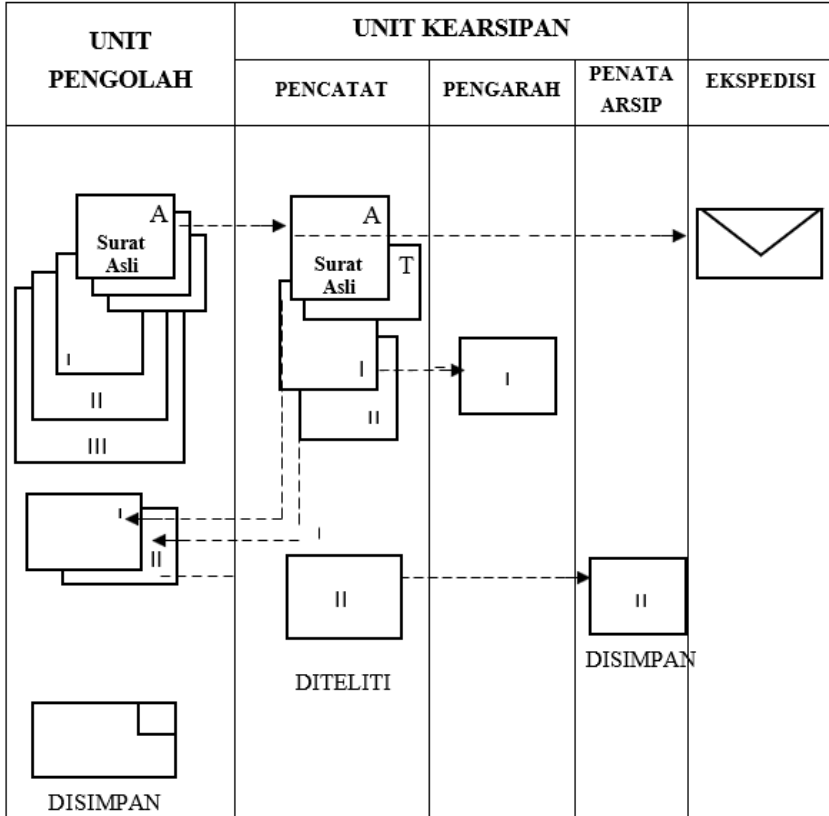 UNIT
PENGOLAH
UNIT KEARSIPAN
PENCATAT
PENGARAH
PENATA
ARSIP
EKSPEDISI
A
Surat
Asli
I
II
III
A
Surat
Asli
T
I
II
I
I
II
I
II
DITELITI
II
DISIMPAN
DISIMPAN